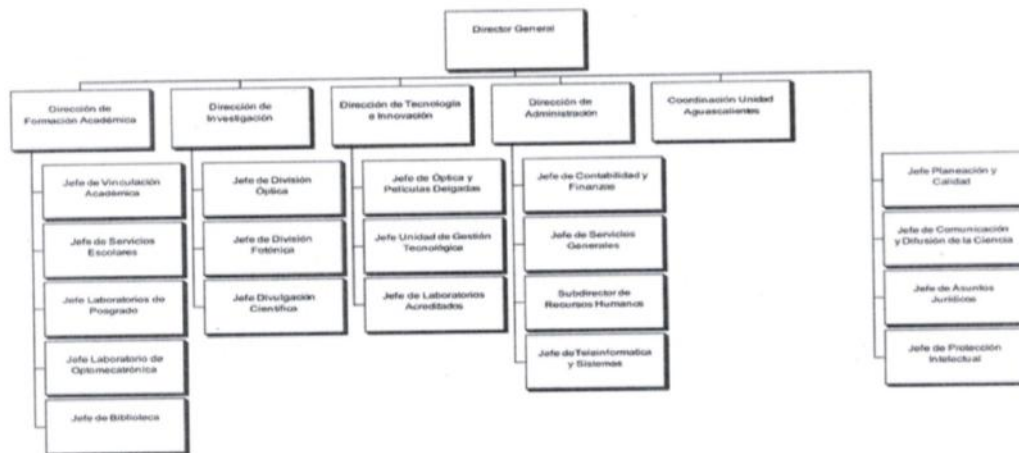 Director General
Dirección de
Formación Académica
Dirección de
Investigación
Dirección de Tecnología
e Innovación
Dirección de
Administración
Coordinación Unidad
Aguascalientes
Jefe de Vinculación
Académica
Jefe de Servicios
Escolares
Jefe Laboratorios de
Posgrado
Jefe Laboratorio de
Optomecatrónica
Jefe de Biblioteca
Jefe de División
Óptica
Jefe de División
Fotónica
Jefe Divulgación
Científica
Jefe de Óptica y
Películas Delgadas
Jefe Unidad de Gestión
Tecnológica
Jefe de Laboratorios
Acreditados
Jefe de Contabilidad y
Finanzas
Jefe de Servicios
Generales
Subdirector de
Recursos Humanos
Jefe de Teleinformatica
y Sistemas
Jefe Planeación y
Calidad
Jefe de Comunicación
y Difusión de la Ciencia
Jefe de Asuntos
Jurídicos
Jefe de Protección
Intelectual